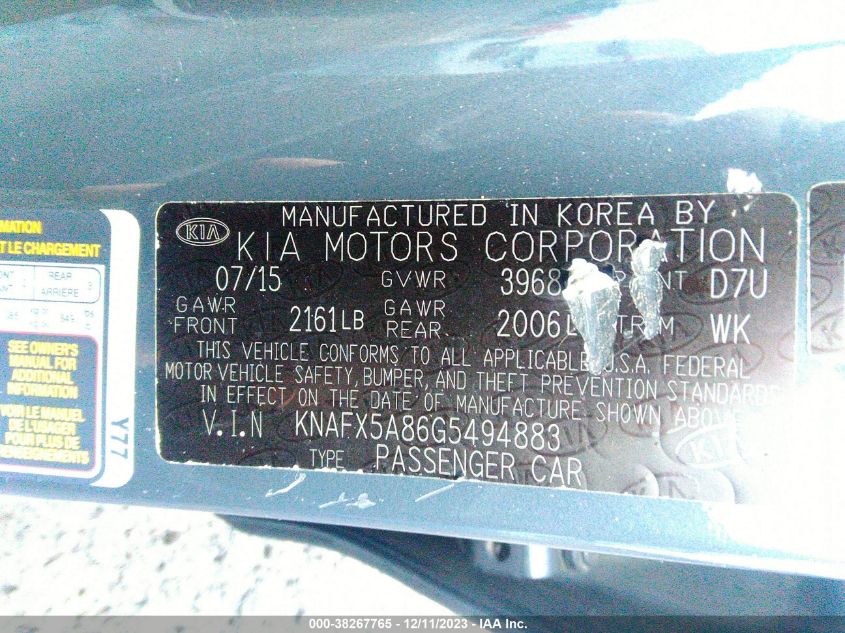 MANUFACTURED IN KOREA BY
KIA KIA MOTORS CORPORATION
07/15 GVWR 3968 D7U
GAWR FRONT 2161LB GAWR REAR 2006 WK
THIS VEHICLE CONFORMS TO ALL APPLICABLE U.S.A. FEDERAL
MOTOR VEHICLE SAFETY, BUMPER, AND THEFT PREVENTION STANDARDS
IN EFFECT ON THE DATE OF MANUFACTURE SHOWN ABOVE
V.I.N KNAFX5A86G5494883
TYPE PASSENGER CAR
LE CHARGEMENT
REAR
ARRIÈRE
SEE OWNER'S
MANUAL FOR
ADDITIONAL
INFORMATION
VOIR LE MANUEL
DE L'USAGER
POUR PLUS DE
RENSEIGNEMENTS
Y77
000-38267765 - 12/11/2023 - IAA Inc.